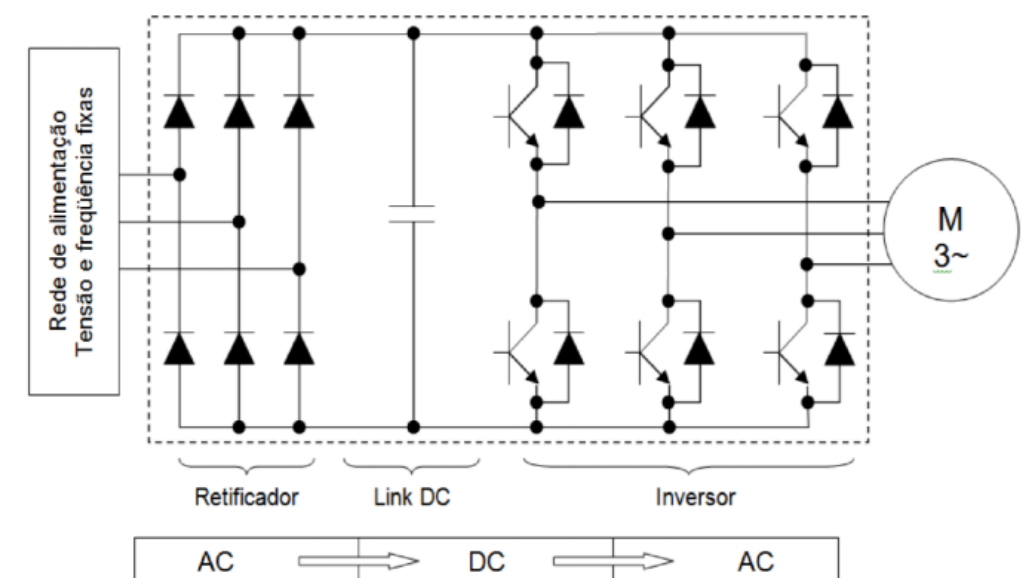 Rede de alimentação
Tensão e freqüência fixas
M
3~
Retificador
Link DC
Inversor
AC
DC
AC